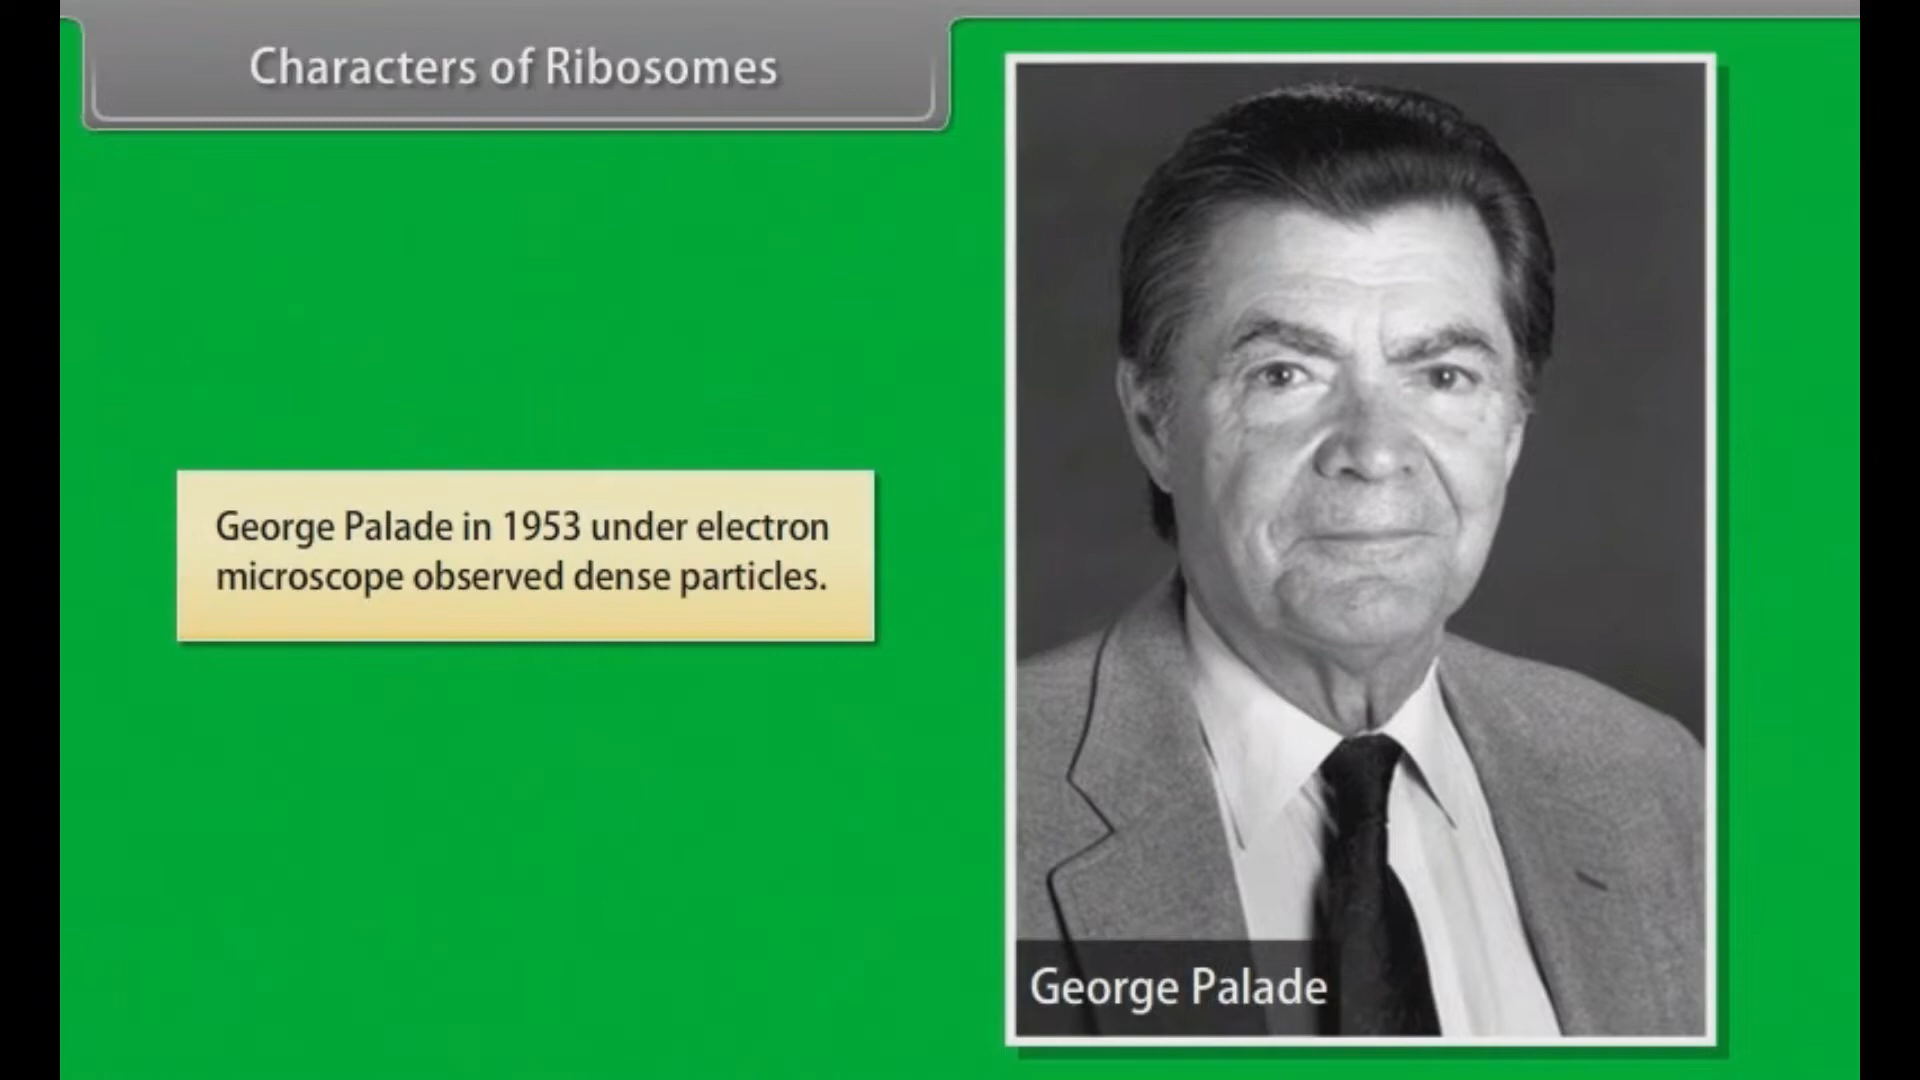 Characters of Ribosomes
George Palade in 1953 under electron
microscope observed dense particles.
George Palade